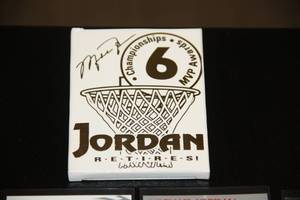 Championships
6
MVP Awards
JORDAN
R·E·T·I·R·E·S!